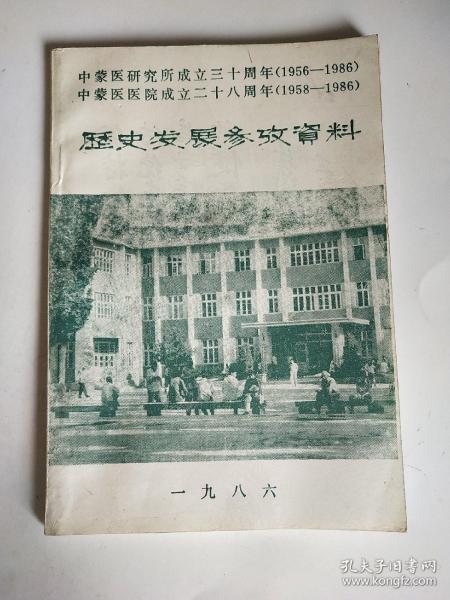 中蒙医研究所成立三十周年(1956—1986)
中蒙医医院成立二十八周年(1958—1986)
歷史发展参攷資料
一九八六
孔夫子旧书网
www.kongfz.com